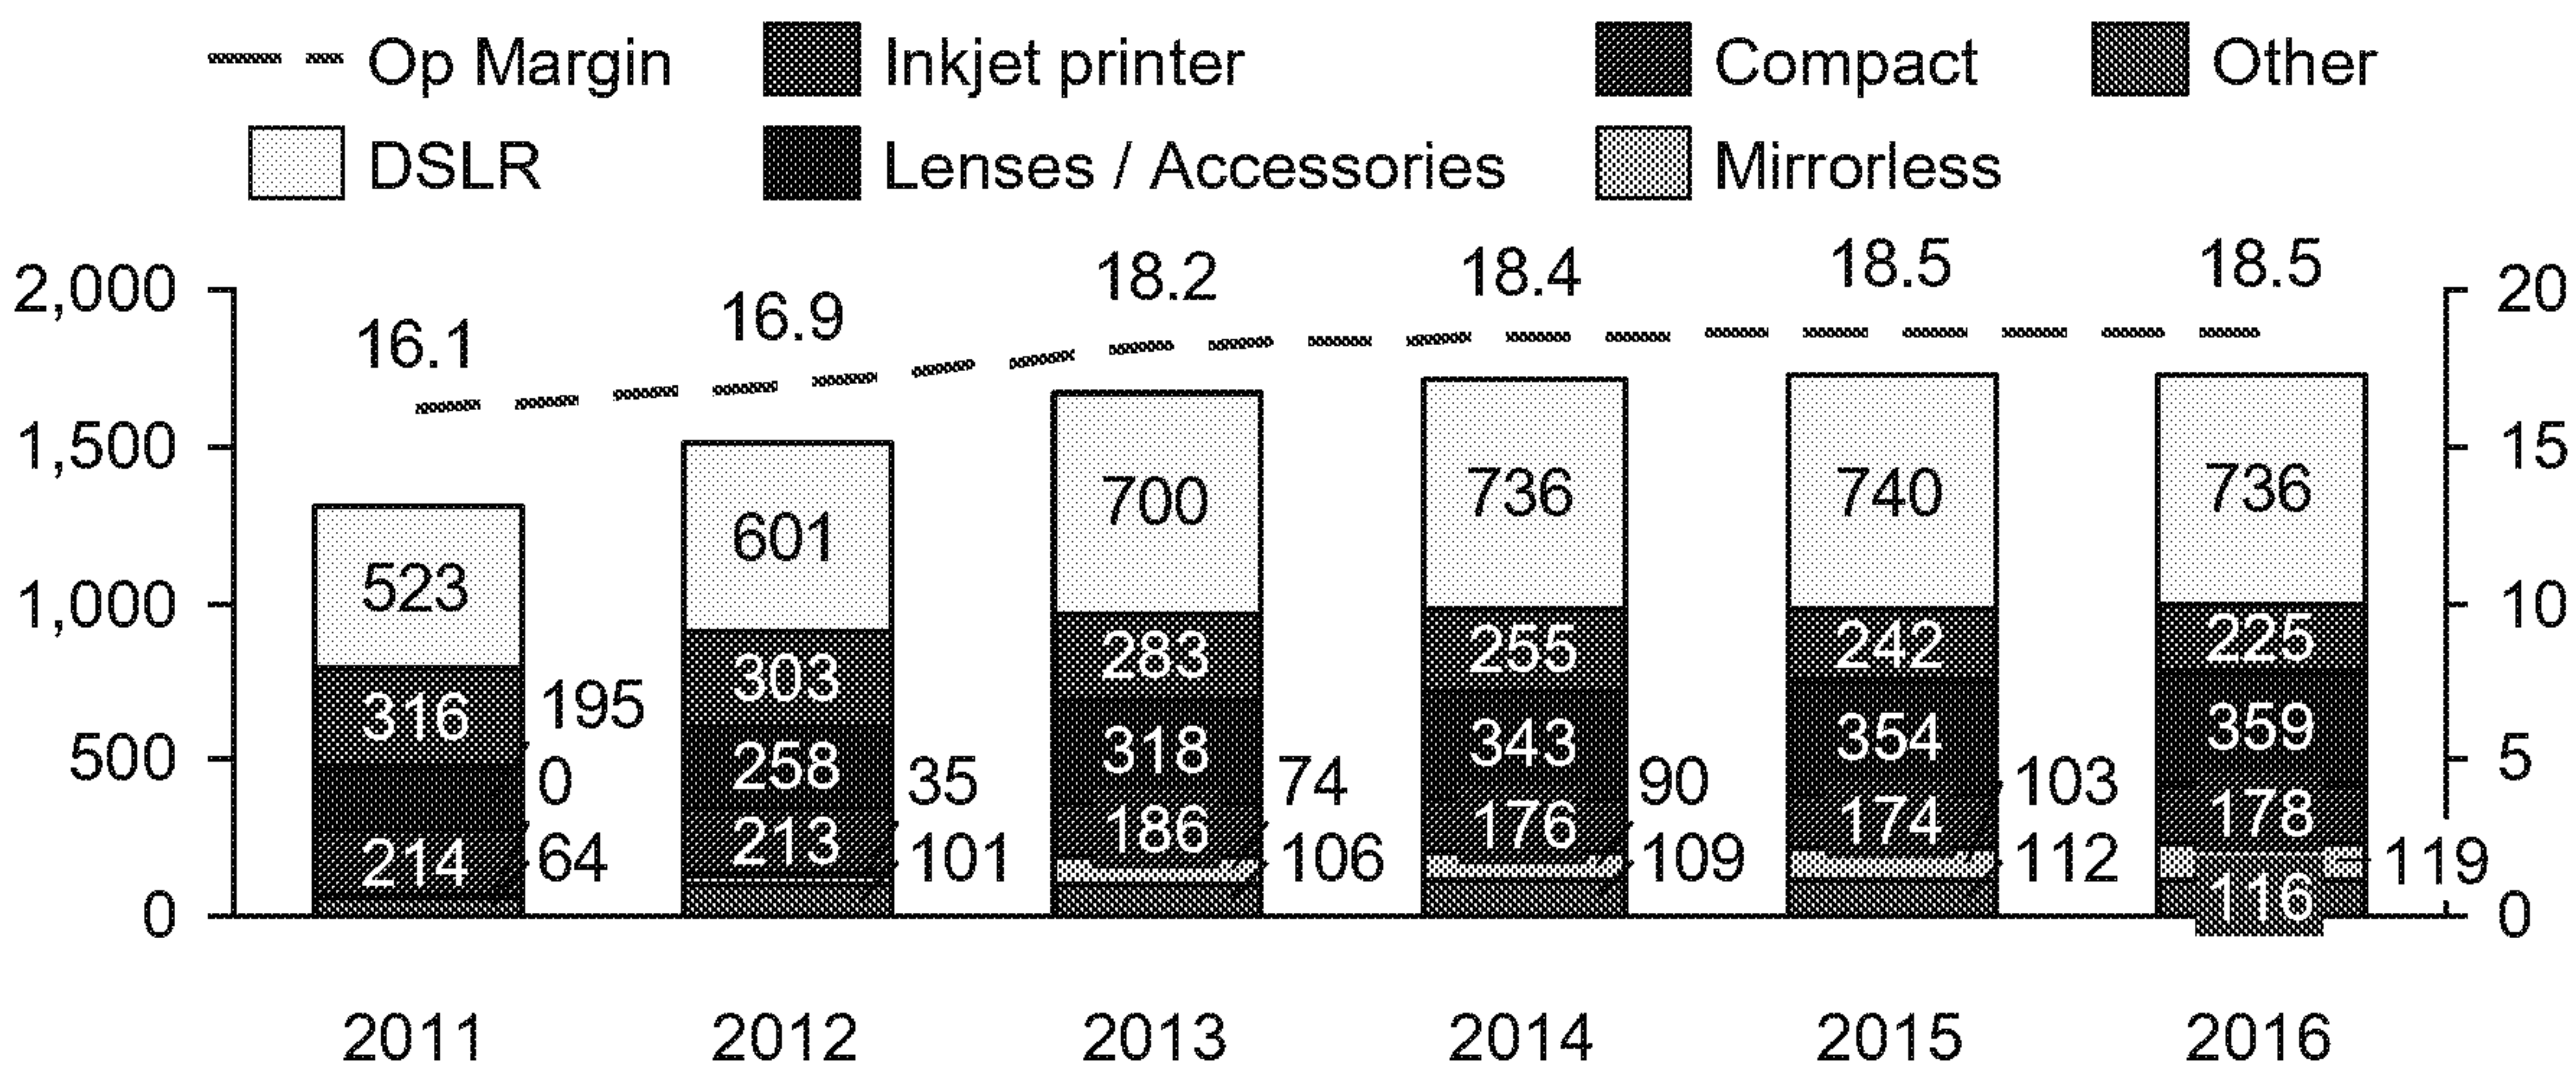 Op Margin Inkjet printer Compact Other
DSLR Lenses / Accessories Mirrorless
2,000 16.1 16.9 18.2 18.4 18.5 18.5 20
1,500 15
1,000 10
500 5
0 0
523 601 700 736 740 736
316 195 303 283 255 242 225
0 258 35 318 74 343 90 354 103 359
214 64 213 101 186 106 176 109 174 112 178 119
116
2011 2012 2013 2014 2015 2016